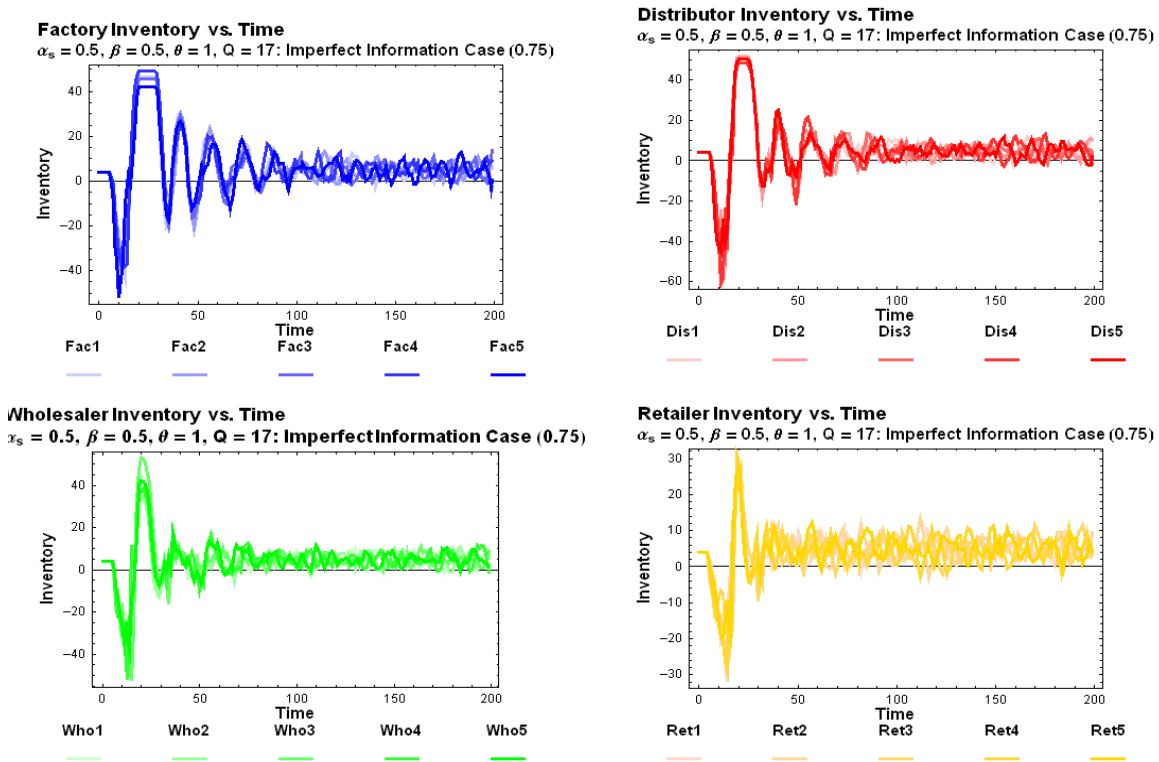 Factory Inventory vs. Time
αs = 0.5, β = 0.5, θ = 1, Q = 17: Imperfect Information Case (0.75)
Inventory
40
20
0
−20
−40
0 50 100 150 200
Time
Fac1 Fac2 Fac3 Fac4 Fac5
Distributor Inventory vs. Time
αs = 0.5, β = 0.5, θ = 1, Q = 17: Imperfect Information Case (0.75)
Inventory
40
20
0
−20
−40
−60
0 50 100 150 200
Time
Dis1 Dis2 Dis3 Dis4 Dis5
Wholesaler Inventory vs. Time
αs = 0.5, β = 0.5, θ = 1, Q = 17: Imperfect Information Case (0.75)
Inventory
40
20
0
−20
−40
0 50 100 150 200
Time
Who1 Who2 Who3 Who4 Who5
Retailer Inventory vs. Time
αs = 0.5, β = 0.5, θ = 1, Q = 17: Imperfect Information Case (0.75)
Inventory
30
20
10
0
−10
−20
−30
0 50 100 150 200
Time
Ret1 Ret2 Ret3 Ret4 Ret5